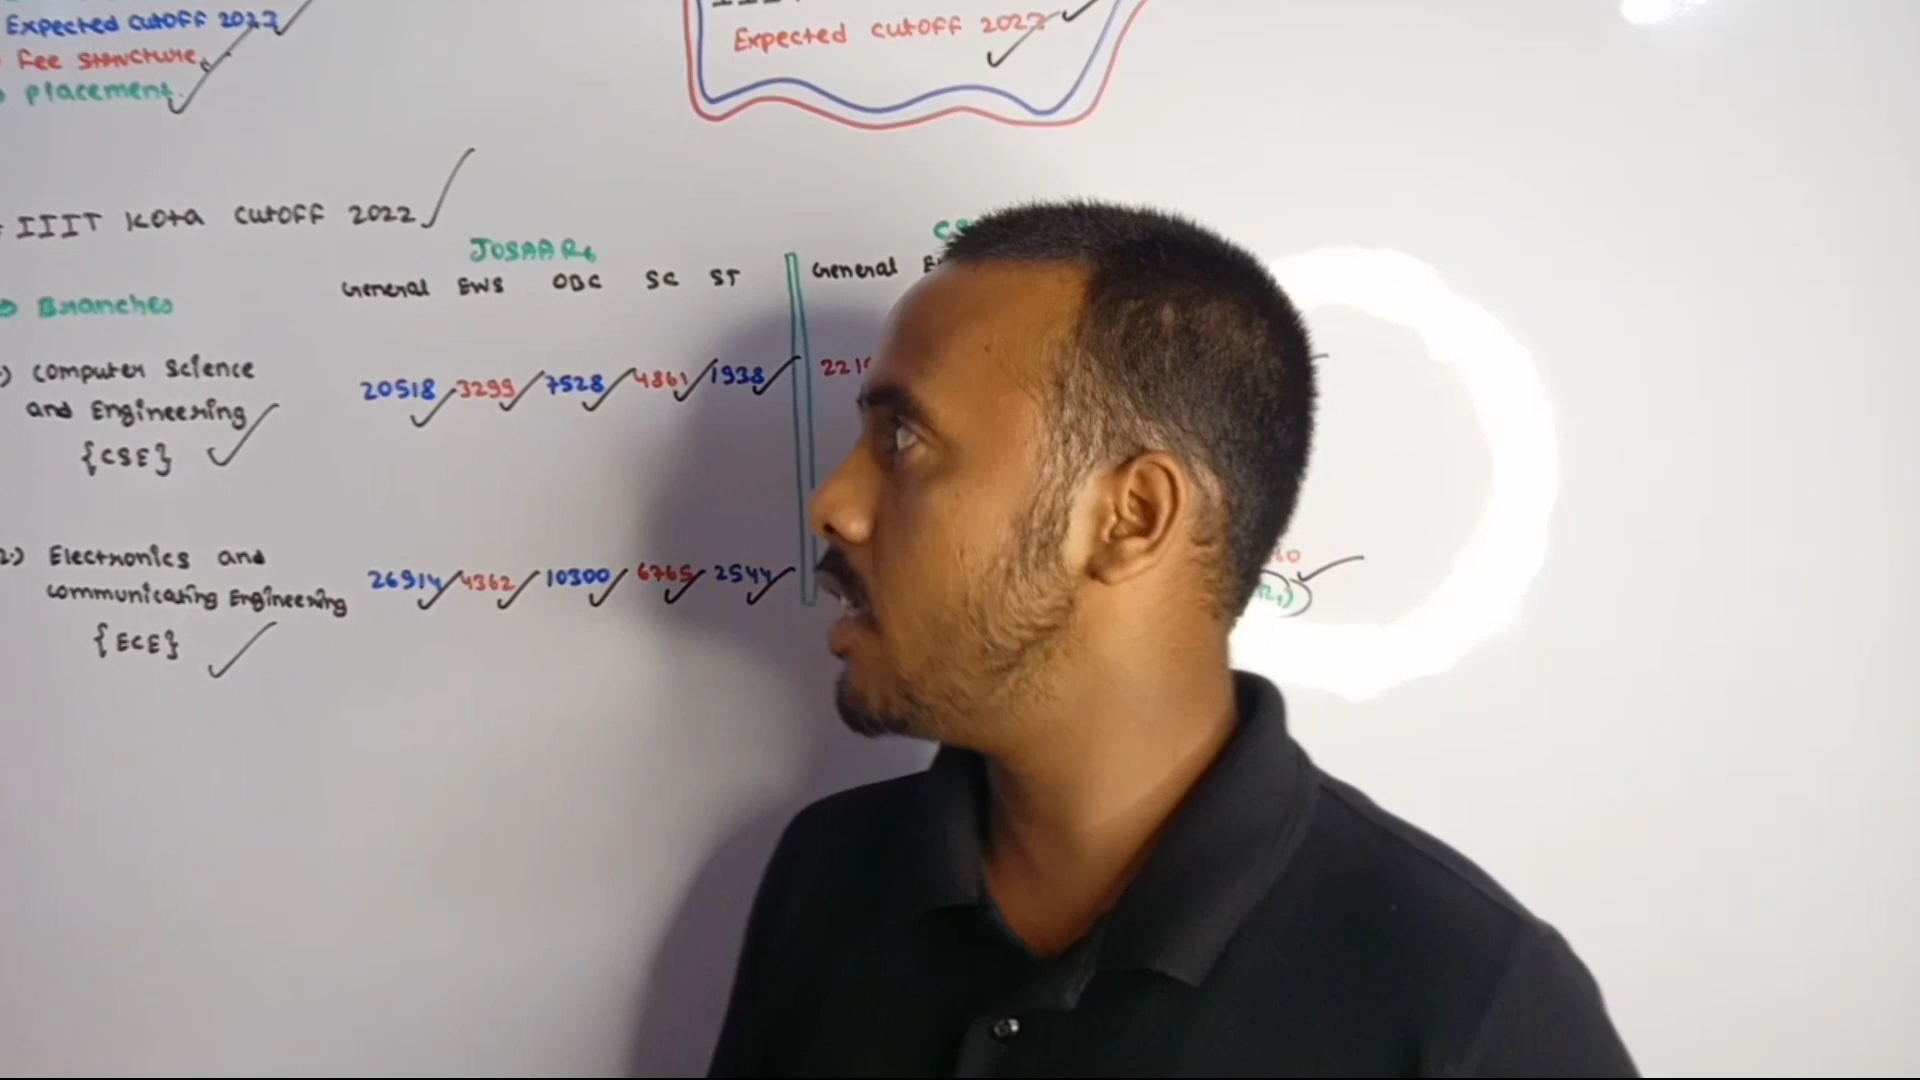 Expected cutoff 2023
Fee structure
Placement
Expected cutoff 2023
IIIT Kota cutoff 2022
JOSAA R6
General EWS OBC SC ST
General
Branches
computer science
and Engineering
{CSE}
20518 3299 7528 4861 1938
2.) Electronics and
communicating Engineering
{ECE}
26914 4362 10300 6765 2544